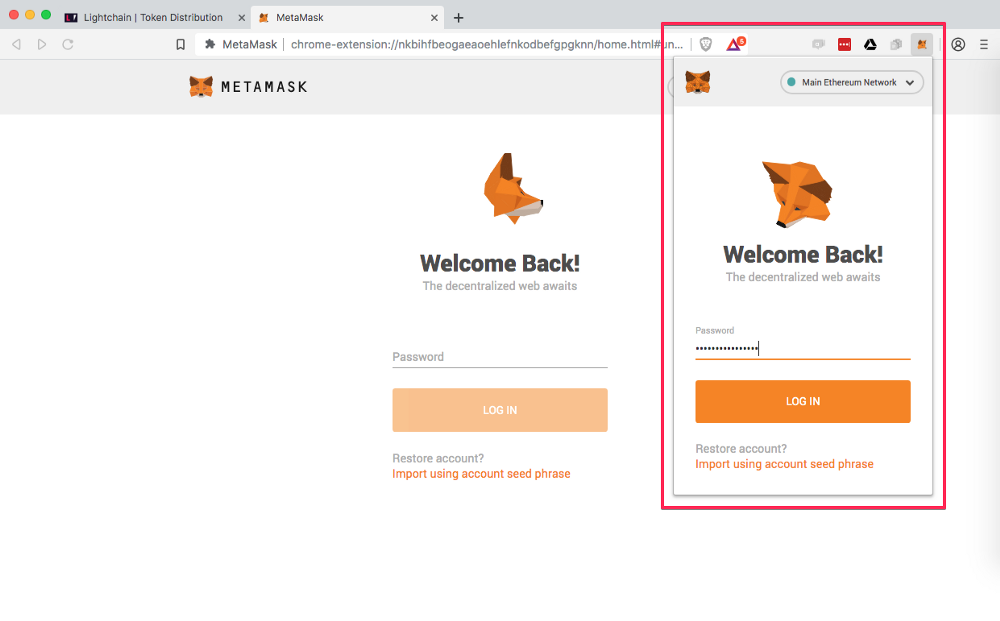 Lightchain | Token Distribution
MetaMask
MetaMask
chrome-extension://nkbihfbeogaeaoehlefnkodbefgpgknn/home.html#un...
METAMASK
Welcome Back!
The decentralized web awaits
Password
LOG IN
Restore account?
Import using account seed phrase
Main Ethereum Network
Welcome Back!
The decentralized web awaits
Password
LOG IN
Restore account?
Import using account seed phrase